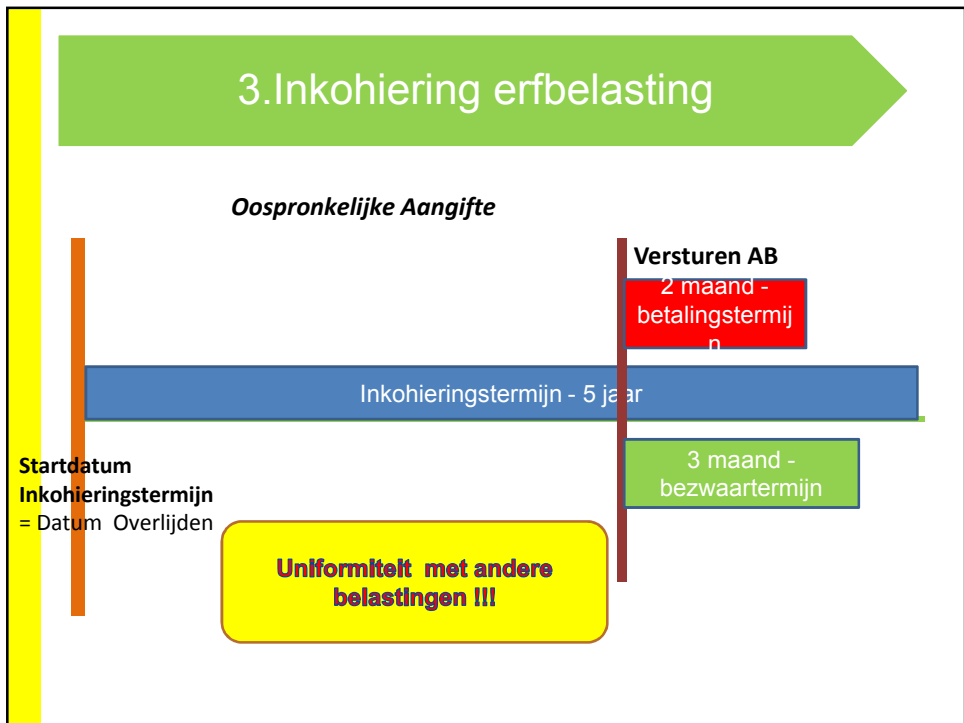 3.Inkohiering erfbelasting
Oospronkelijke Aangifte
Versturen AB
2 maand -
betalingstermij
n
Inkohieringstermijn - 5 jaar
3 maand -
bezwaartermijn
Startdatum
Inkohieringstermijn
= Datum Overlijden
Uniformiteit met andere
belastingen !!!